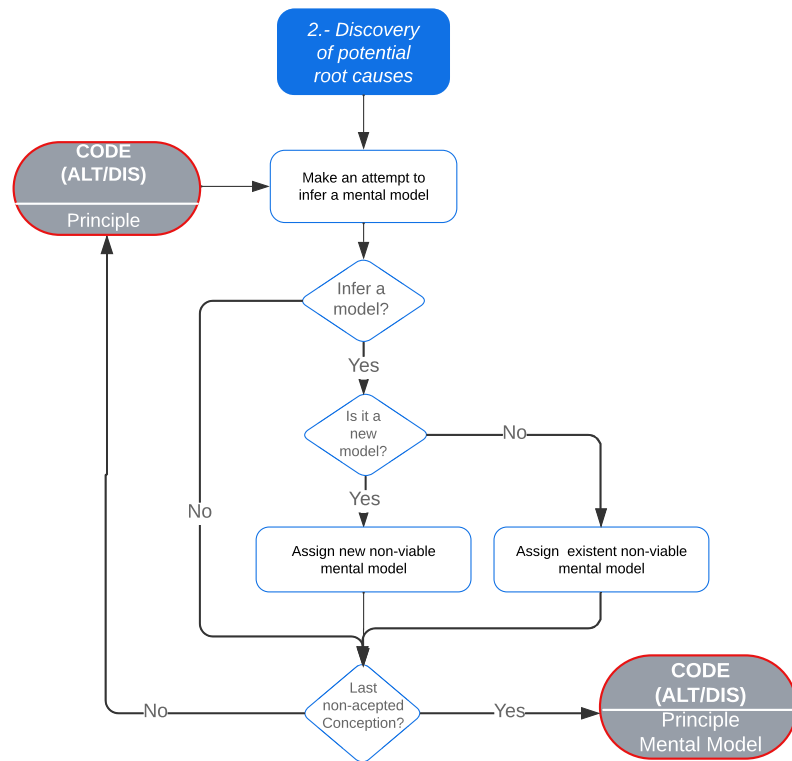 2.- Discovery
of potential
root causes
CODE
(ALT/DIS)
Principle
Make an attempt to
infer a mental model
Infer a
model?
Yes
Is it a
new
model?
No
Yes
No
Assign new non-viable
mental model
Assign  existent non-viable
mental model
Last
non-acepted
Conception?
No
Yes
CODE
(ALT/DIS)
Principle
Mental Model